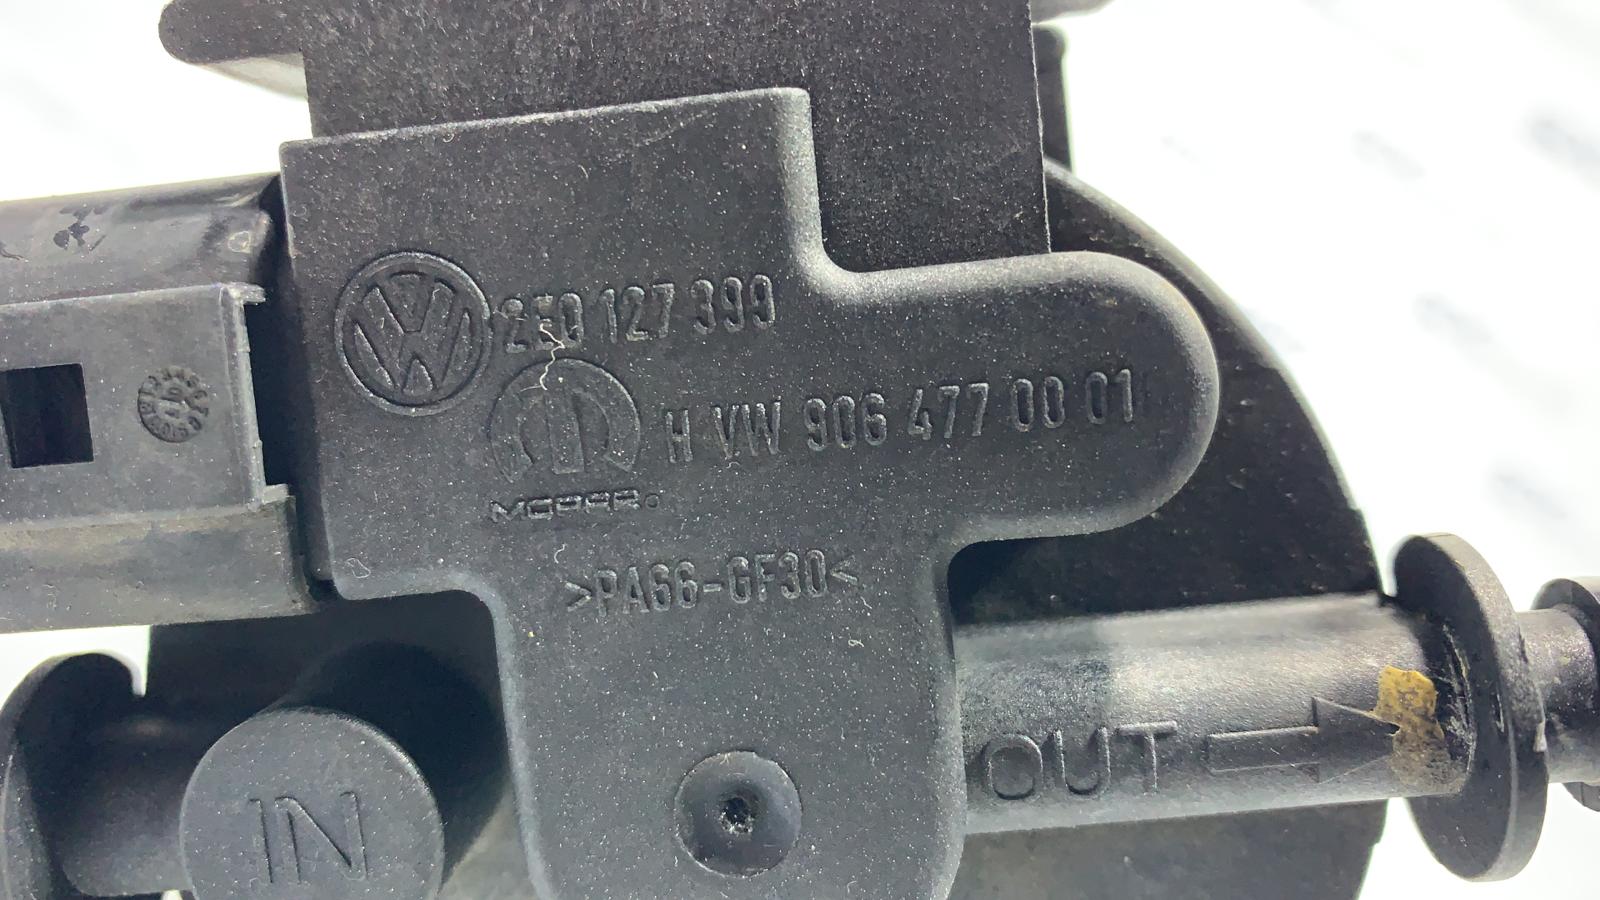 2E0 127 399
H VW 906 477 00 01
MOPAR
>PA66-GF30<
OUT
IN